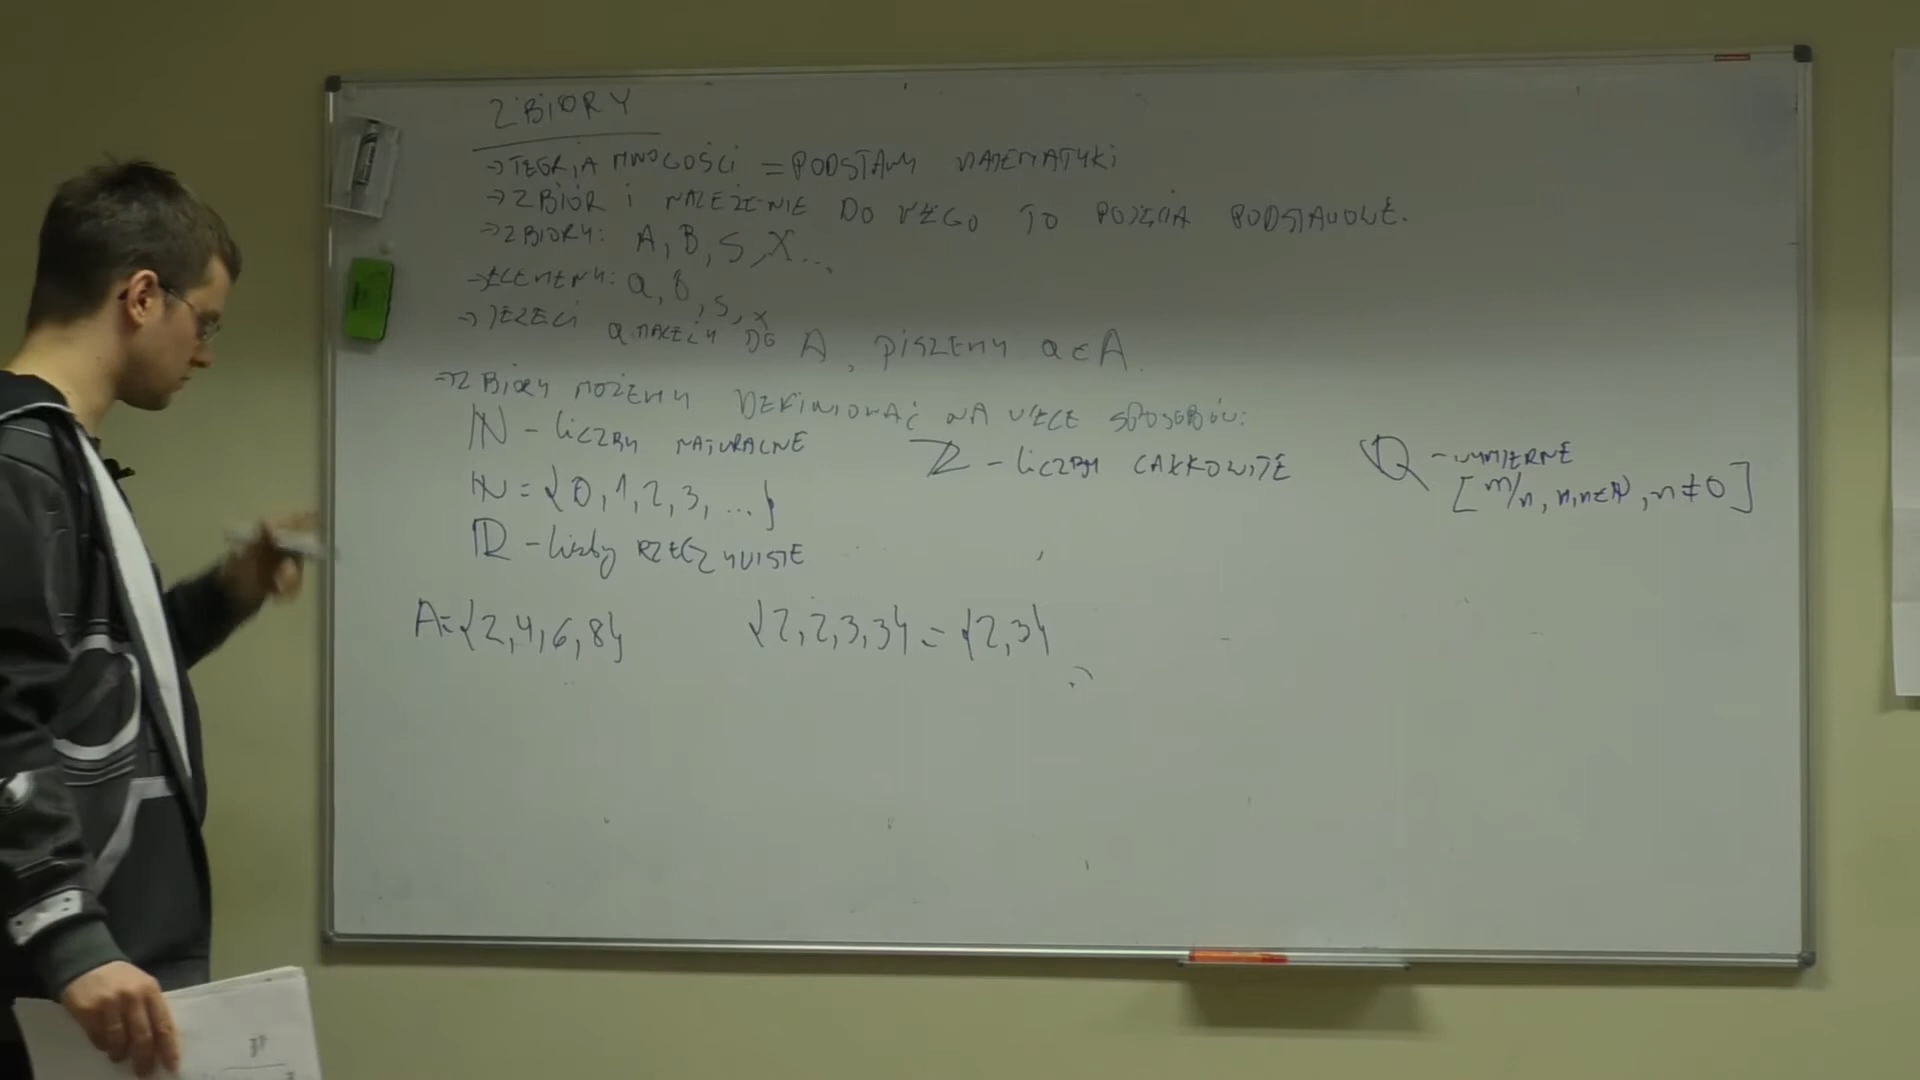 ZBIORY
→ TEORIA MNOGOŚCI = PODSTAWY MATEMATYKI
→ ZBIÓR I NALEŻENIE DO NIEGO TO POJĘCIA PODSTAWOWE.
→ ZBIORY: A, B, S, X...
→ ELEMENTY: a, b, s, x
→ JEŻELI a NALEŻY DO A, PISZEMY a ∈ A.
→ ZBIORY MOŻEMY DEFINIOWAĆ NA WIELE SPOSOBÓW:
ℕ - LICZBY NATURALNE
ℤ - LICZBY CAŁKOWITE
ℚ - WYMIERNE
[m/n, , n ≠ 0]
ℕ = {0, 1, 2, 3, ...}
ℝ - liczby RZECZYWISTE
A = {2, 4, 6, 8}
{2, 2, 3, 3} = {2, 3}